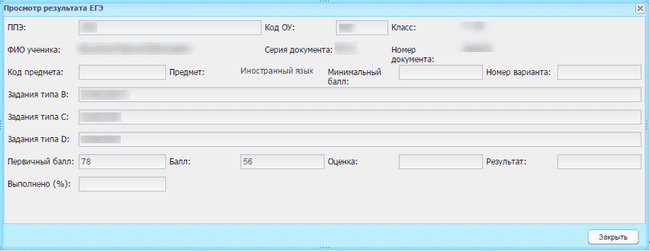 Просмотр результата ЕГЭ
ППЭ: Код ОУ: Класс:
ФИО ученика: Серия документа: Номер документа:
Код предмета: Предмет: Иностранный язык Минимальный балл: Номер варианта:
Задания типа B:
Задания типа C:
Задания типа D:
Первичный балл: 78 Балл: 56 Оценка: Результат:
Выполнено (%):
Закрыть